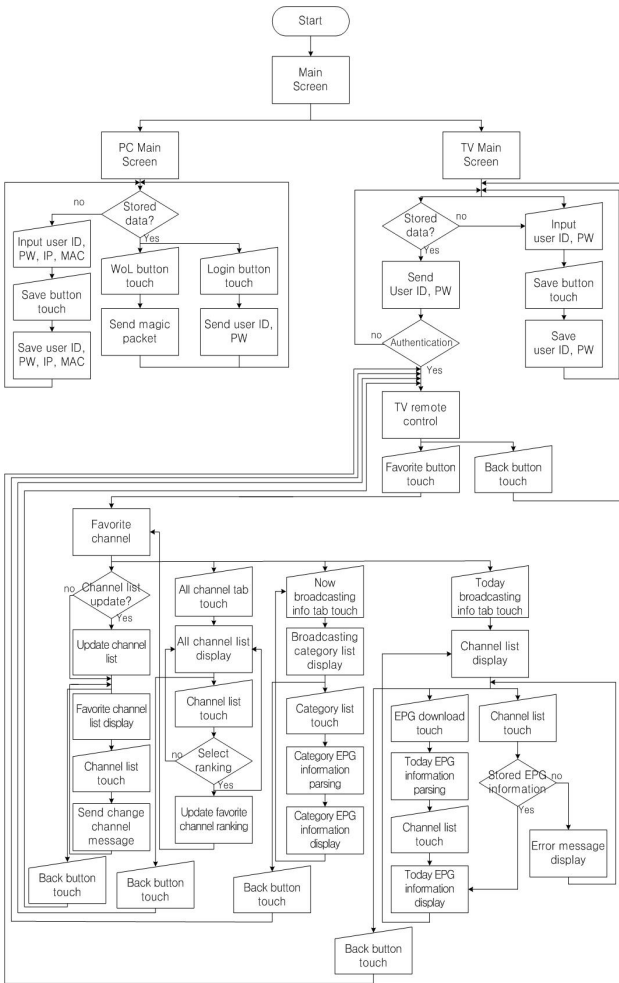 Start
Main
Screen
PC Main
Screen
TV Main
Screen
no
Stored
data?
Yes
Input user ID,
PW, IP, MAC
WoL button
touch
Login button
touch
Save button
touch
Send magic
packet
Send user ID,
PW
Save user ID,
PW, IP, MAC
Stored
data?
no
Yes
Input
user ID, PW
Send
User ID, PW
Save button
touch
no
Authentication
Yes
Save
user ID, PW
TV remote
control
Favorite button
touch
Back button
touch
Favorite
channel
no
Channel list
update?
Yes
Update channel
list
Favorite channel
list display
Channel list
touch
Send change
channel
message
Back button
touch
All channel tab
touch
All channel list
display
Channel list
touch
no
Select
ranking
Yes
Update favorite
channel ranking
Back button
touch
Now
broadcasting
info tab touch
Broadcasting
category list
display
Category list
touch
Category EPG
information
parsing
Category EPG
information
display
Back button
touch
Today
broadcasting
info tab touch
Channel list
display
EPG download
touch
Today EPG
information
parsing
Channel list
touch
Today EPG
information
display
Channel list
touch
Stored EPG
information
no
Yes
Error message
display
Back button
touch